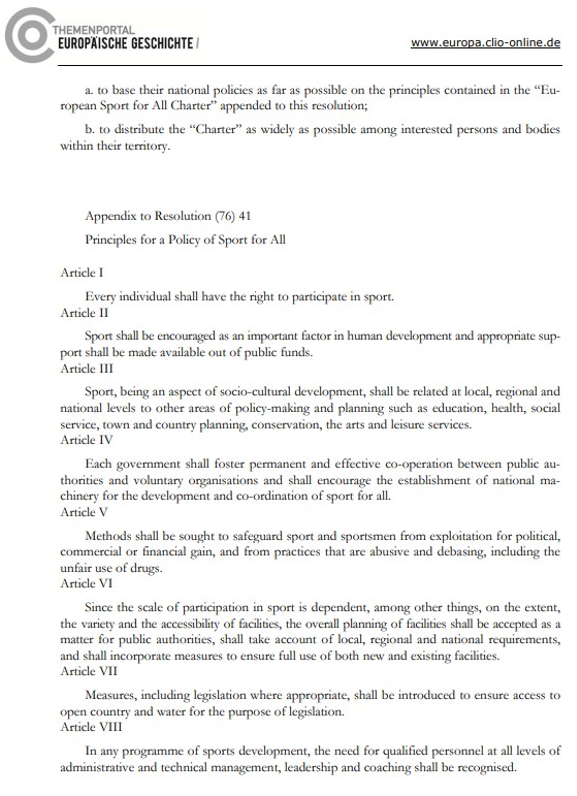 THEMENPORTAL
EUROPÄISCHE GESCHICHTE /
www.europa.clio-online.de
a. to base their national policies as far as possible on the principles contained in the “Eu-
ropean Sport for All Charter” appended to this resolution;
b. to distribute the “Charter” as widely as possible among interested persons and bodies
within their territory.
Appendix to Resolution (76) 41
Principles for a Policy of Sport for All
Article I
Every individual shall have the right to participate in sport.
Article II
Sport shall be encouraged as an important factor in human development and appropriate sup-
port shall be made available out of public funds.
Article III
Sport, being an aspect of socio-cultural development, shall be related at local, regional and
national levels to other areas of policy-making and planning such as education, health, social
service, town and country planning, conservation, the arts and leisure services.
Article IV
Each government shall foster permanent and effective co-operation between public au-
thorities and voluntary organisations and shall encourage the establishment of national ma-
chinery for the development and co-ordination of sport for all.
Article V
Methods shall be sought to safeguard sport and sportsmen from exploitation for political,
commercial or financial gain, and from practices that are abusive and debasing, including the
unfair use of drugs.
Article VI
Since the scale of participation in sport is dependent, among other things, on the extent,
the variety and the accessibility of facilities, the overall planning of facilities shall be accepted as a
matter for public authorities, shall take account of local, regional and national requirements,
and shall incorporate measures to ensure full use of both new and existing facilities.
Article VII
Measures, including legislation where appropriate, shall be introduced to ensure access to
open country and water for the purpose of legislation.
Article VIII
In any programme of sports development, the need for qualified personnel at all levels of
administrative and technical management, leadership and coaching shall be recognised.